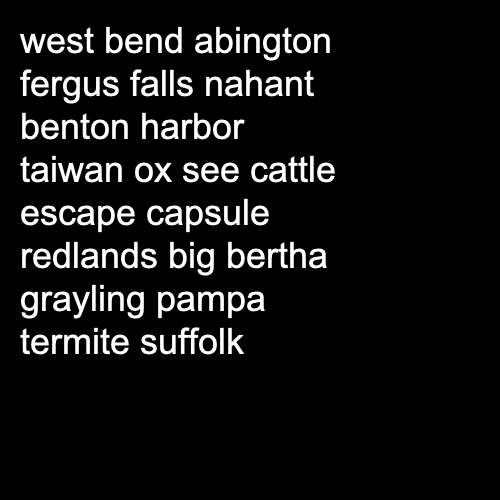 west bend abington
fergus falls nahant
benton harbor
taiwan ox see cattle
escape capsule
redlands big bertha
grayling pampa
termite suffolk